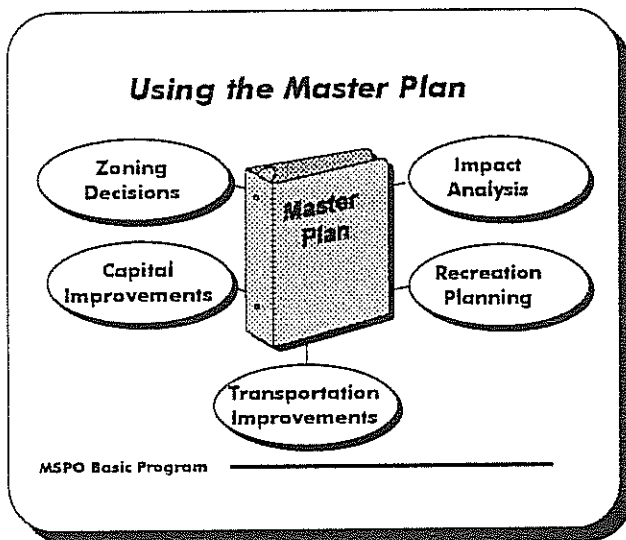 Using the Master Plan
Zoning
Decisions
Impact
Analysis
Master
Plan
Capital
Improvements
Recreation
Planning
Transportation
Improvements
MSPO Basic Program